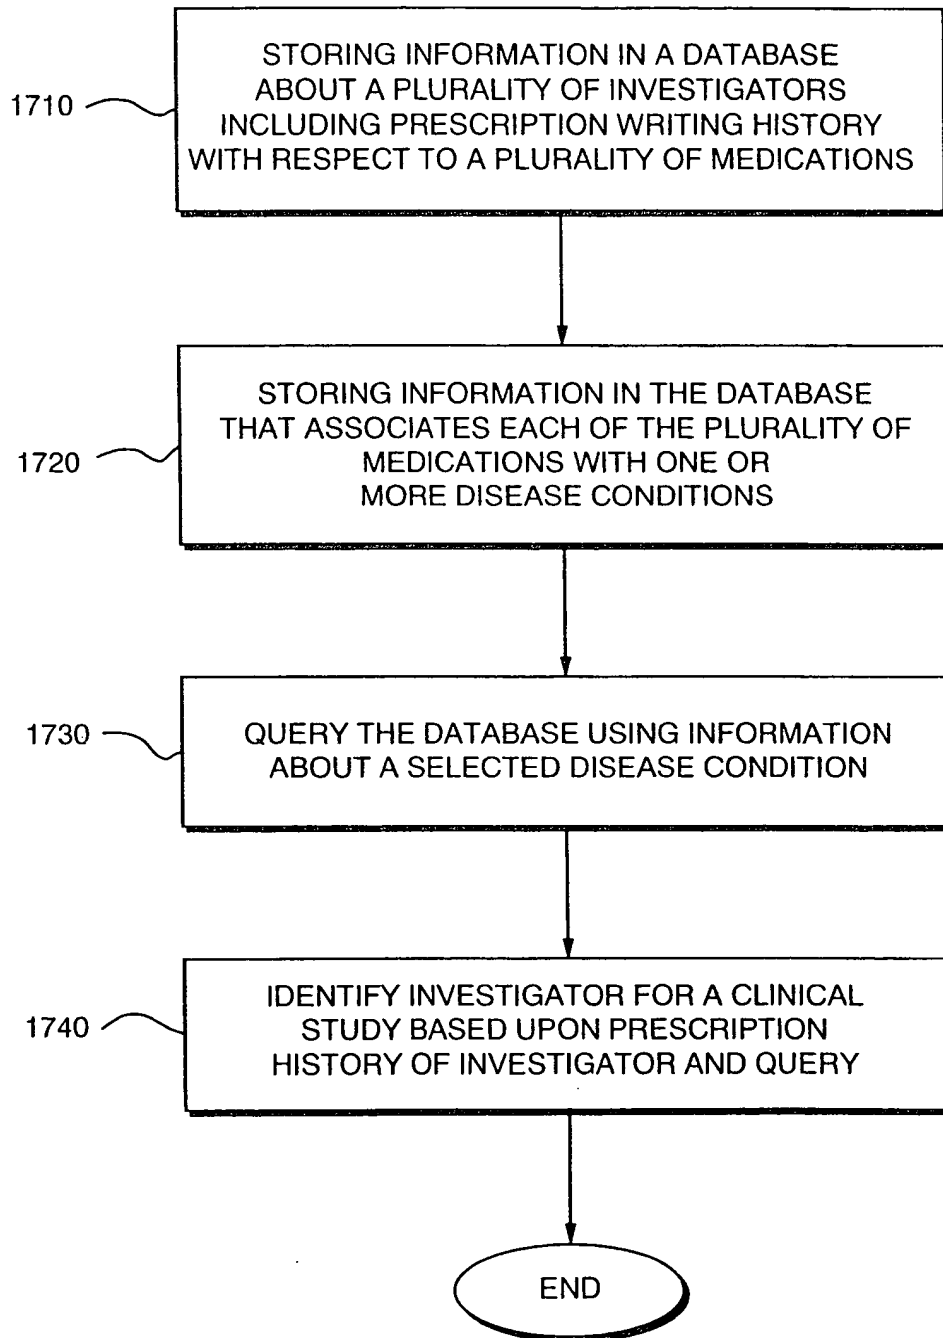 1710
STORING INFORMATION IN A DATABASE
ABOUT A PLURALITY OF INVESTIGATORS
INCLUDING PRESCRIPTION WRITING HISTORY
WITH RESPECT TO A PLURALITY OF MEDICATIONS
1720
STORING INFORMATION IN THE DATABASE
THAT ASSOCIATES EACH OF THE PLURALITY OF
MEDICATIONS WITH ONE OR
MORE DISEASE CONDITIONS
1730
QUERY THE DATABASE USING INFORMATION
ABOUT A SELECTED DISEASE CONDITION
1740
IDENTIFY INVESTIGATOR FOR A CLINICAL
STUDY BASED UPON PRESCRIPTION
HISTORY OF INVESTIGATOR AND QUERY
END